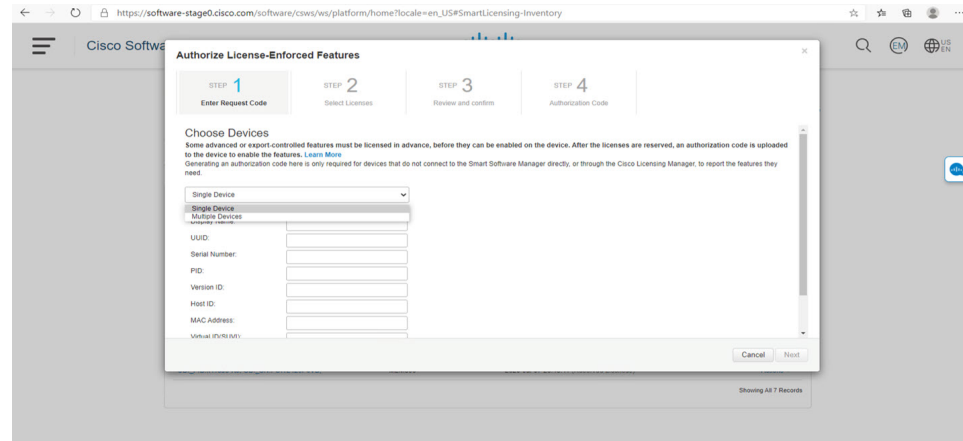 https://software-stage0.cisco.com/software/csws/ws/platform/home?locale=en_US#SmartLicensing-Inventory
Cisco Softwa
EM
US
EN
Authorize License-Enforced Features
STEP 1
Enter Request Code
STEP 2
Select Licenses
STEP 3
Review and confirm
STEP 4
Authorization Code
Choose Devices
Some advanced or export-controlled features must be licensed in advance, before they can be enabled on the device. After the licenses are reserved, an authorization code is uploaded
to the device to enable the features. Learn More
Generating an authorization code here is only required for devices that do not connect to the Smart Software Manager directly, or through the Cisco Licensing Manager, to report the features they
need.
Single Device
Single Device
Multiple Devices
Display Name:
UUID:
Serial Number:
PID:
Version ID:
Host ID:
MAC Address:
Virtual ID(SUVI):
Cancel
Next
Showing All 7 Records